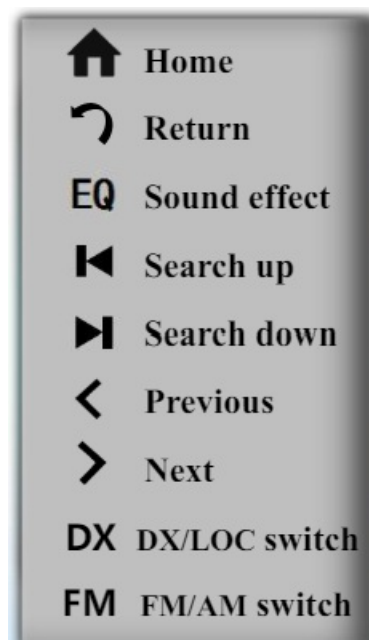 Home
Return
EQ Sound effect
Search up
Search down
Previous
Next
DX DX/LOC switch
FM FM/AM switch